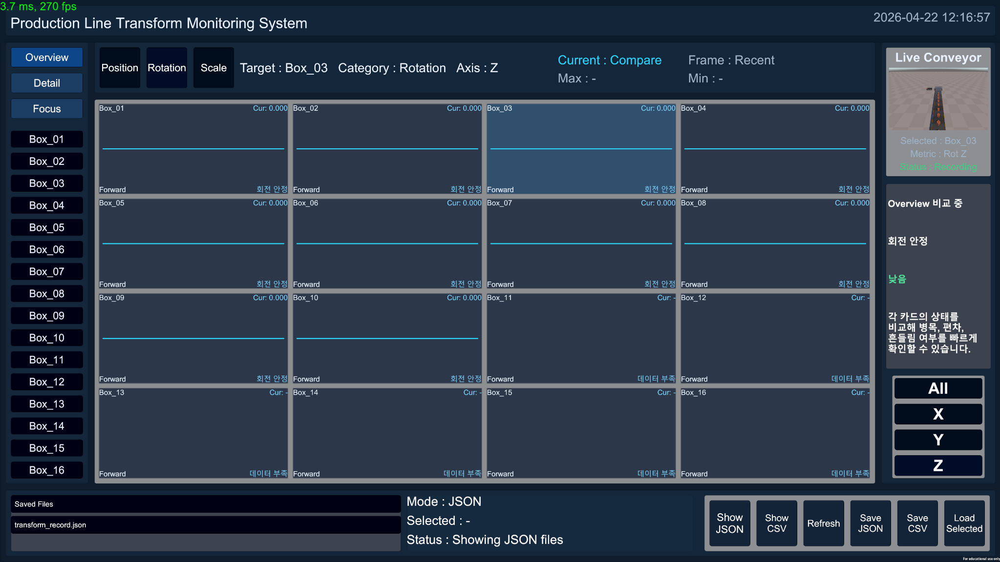 3.7 ms, 270 fps
Production Line Transform Monitoring System
2026-04-22 12:16:57
Overview
Detail
Focus
Box_01
Box_02
Box_03
Box_04
Box_05
Box_06
Box_07
Box_08
Box_09
Box_10
Box_11
Box_12
Box_13
Box_14
Box_15
Box_16
Position
Rotation
Scale
Target : Box_03 Category : Rotation Axis : Z
Current : Compare
Frame : Recent
Max : -
Min : -
Box_01 Cur: 0.000
Forward 회전 안정
Box_02 Cur: 0.000
Forward 회전 안정
Box_03 Cur: 0.000
Forward 회전 안정
Box_04 Cur: 0.000
Forward 회전 안정
Box_05 Cur: 0.000
Forward 회전 안정
Box_06 Cur: 0.000
Forward 회전 안정
Box_07 Cur: 0.000
Forward 회전 안정
Box_08 Cur: 0.000
Forward 회전 안정
Box_09 Cur: 0.000
Forward 회전 안정
Box_10 Cur: 0.000
Forward 회전 안정
Box_11 Cur: -
Forward 데이터 부족
Box_12 Cur: -
Forward 데이터 부족
Box_13 Cur: -
Forward 데이터 부족
Box_14 Cur: -
Forward 데이터 부족
Box_15 Cur: -
Forward 데이터 부족
Box_16 Cur: -
Forward 데이터 부족
Live Conveyor
Selected : Box_03
Metric : Rot Z
Status : Recording
Overview 비교 중
회전 안정
낮음
각 카드의 상태를
비교해 병목, 편차,
흔들림 여부를 빠르게
확인할 수 있습니다.
All
X
Y
Z
Saved Files
transform_record.json
Mode : JSON
Selected : -
Status : Showing JSON files
Show
JSON
Show
CSV
Refresh
Save
JSON
Save
CSV
Load
Selected
For educational use only